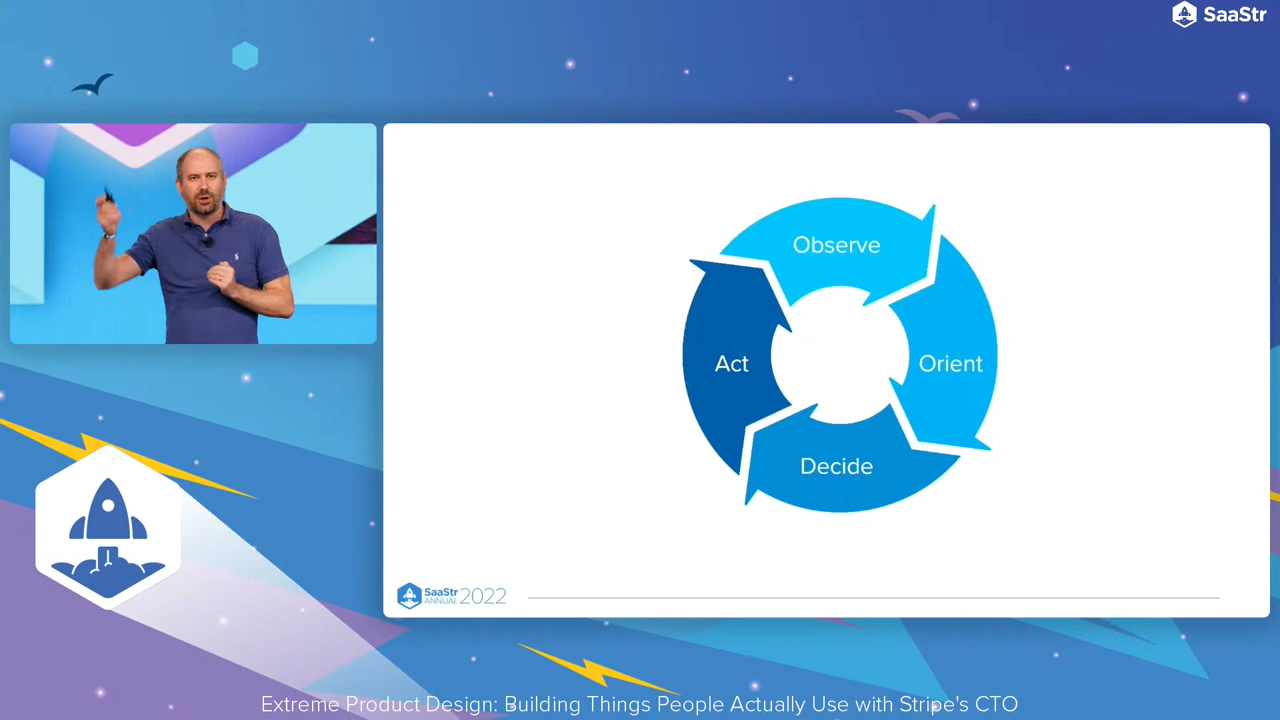 SaaStr
Observe
Act
Orient
Decide
SaaStr
ANNUAL 2022
Extreme Product Design: Building Things People Actually Use with Stripe's CTO